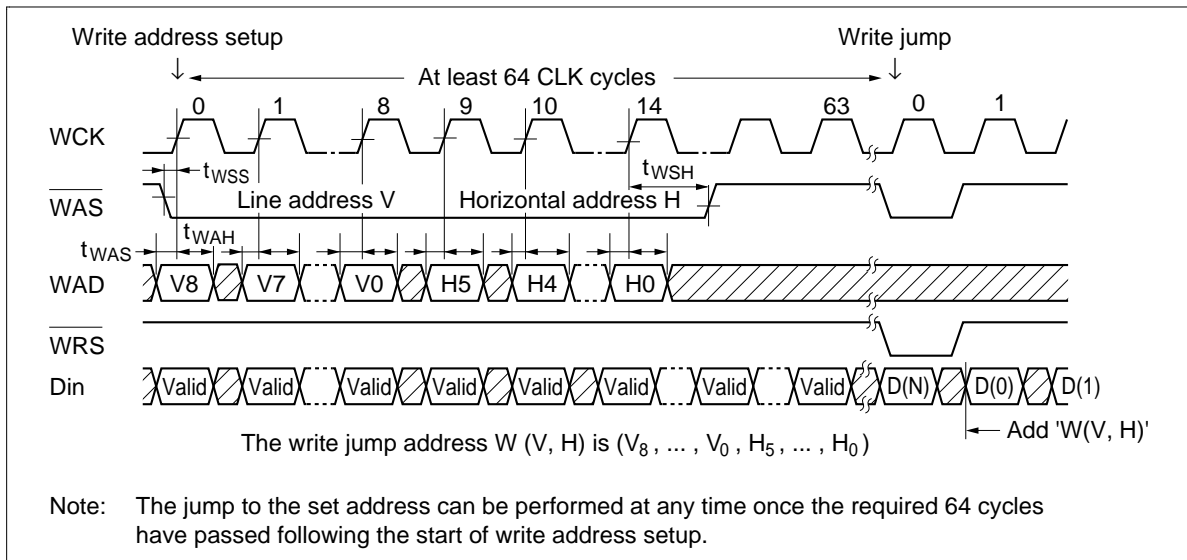 Write address setup Write jump
At least 64 CLK cycles
0 1 8 9 10 14 63 0 1
WCK
tWSS tWSH
WAS Line address V Horizontal address H
tWAS tWAH
WAD V8 V7 V0 H5 H4 H0
WRS
Din Valid Valid Valid Valid Valid Valid Valid Valid D(N) D(0) D(1)
Add 'W(V, H)'
The write jump address W (V, H) is (V8 , ... , V0 , H5 , ... , H0 )
Note: The jump to the set address can be performed at any time once the required 64 cycles
have passed following the start of write address setup.